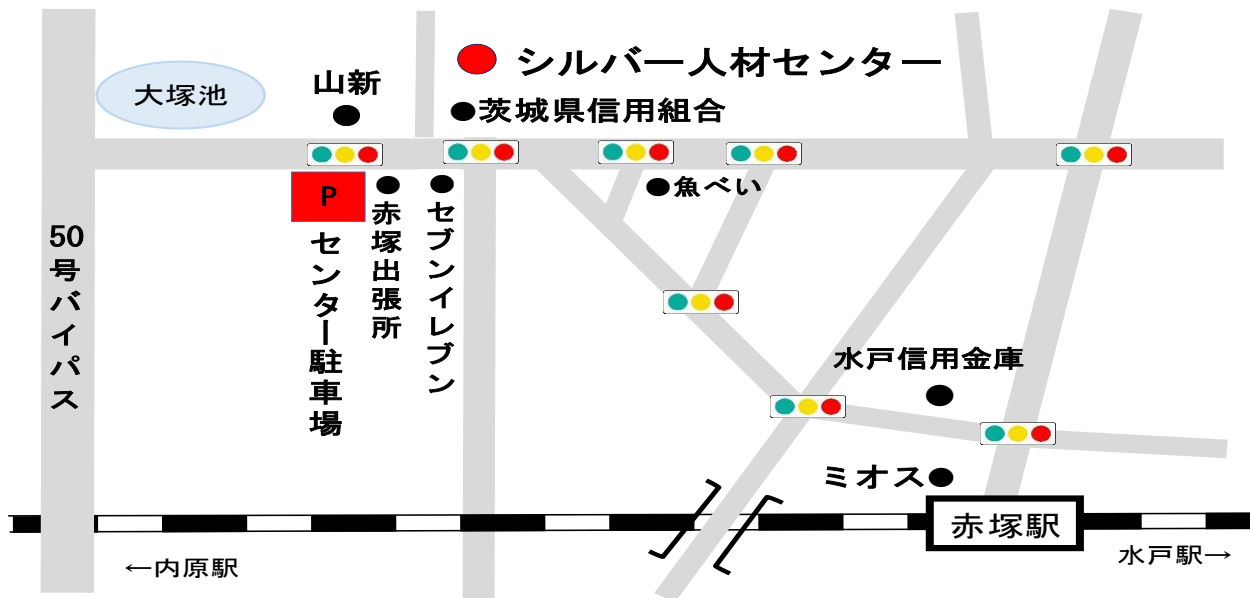 シルバー人材センター
山新
大塚池
茨城県信用組合
P
魚べい
センター駐車場
赤塚出張所
セブンイレブン
50号バイパス
水戸信用金庫
ミオス
赤塚駅
←内原駅
水戸駅→